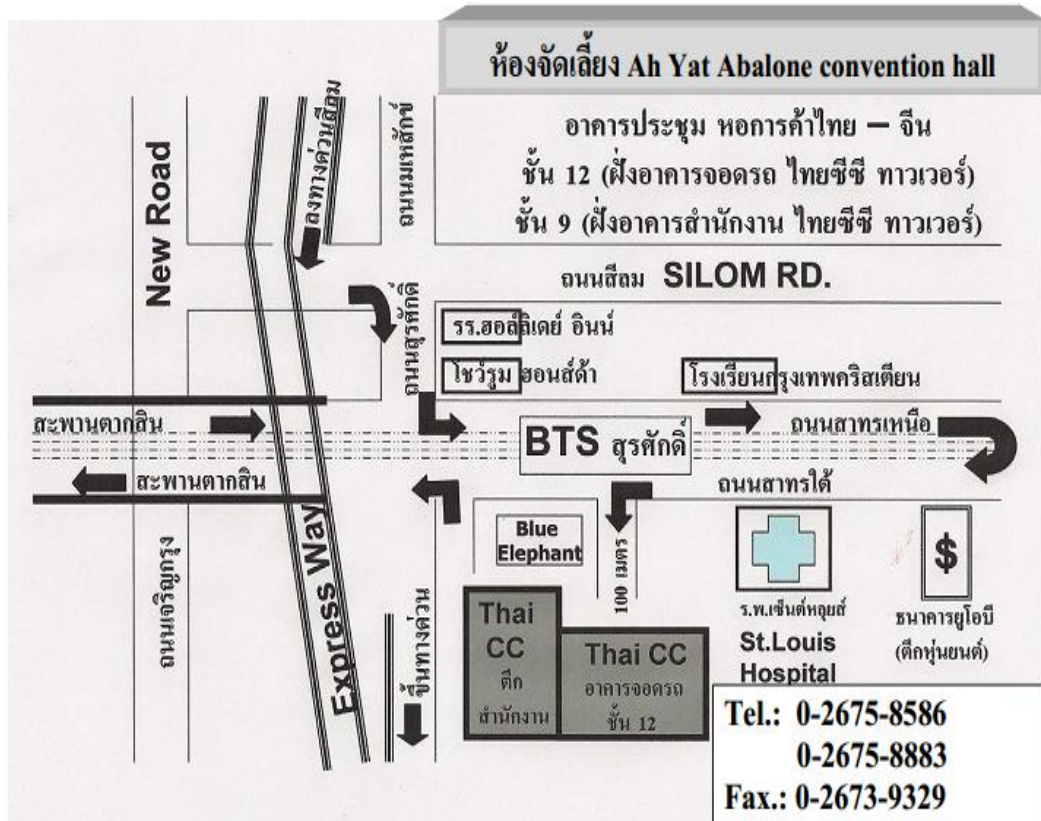 ห้องจัดเลี้ยง Ah Yat Abalone convention hall
อาคารประชุม หอการค้าไทย – จีน
ชั้น 12 (ฝั่งอาคารจอดรถ ไทยซีซี ทาวเวอร์)
ชั้น 9 (ฝั่งอาคารสำนักงาน ไทยซีซี ทาวเวอร์)
New Road
ลงทางด่วนสีลม
ถนนมเหสักข์
ถนนสีลม SILOM RD.
ถนนสุรศักดิ์
รร.ฮอลลิเดย์ อินน์
โชว์รูม ฮอนด้า
โรงเรียนกรุงเทพคริสเตียน
สะพานตากสิน
BTS สุรศักดิ์
ถนนสาทรเหนือ
สะพานตากสิน
ถนนสาทรใต้
ถนนเจริญกรุง
Express Way
ขึ้นทางด่วน
Blue
Elephant
100 เมตร
Thai
CC
ตึก
สำนักงาน
Thai CC
อาคารจอดรถ
ชั้น 12
ร.พ.เซ็นต์หลุยส์
St.Louis
Hospital
$
ธนาคารยูโอบี
(ตึกหุ่นยนต์)
Tel.: 0-2675-8586
0-2675-8883
Fax.: 0-2673-9329